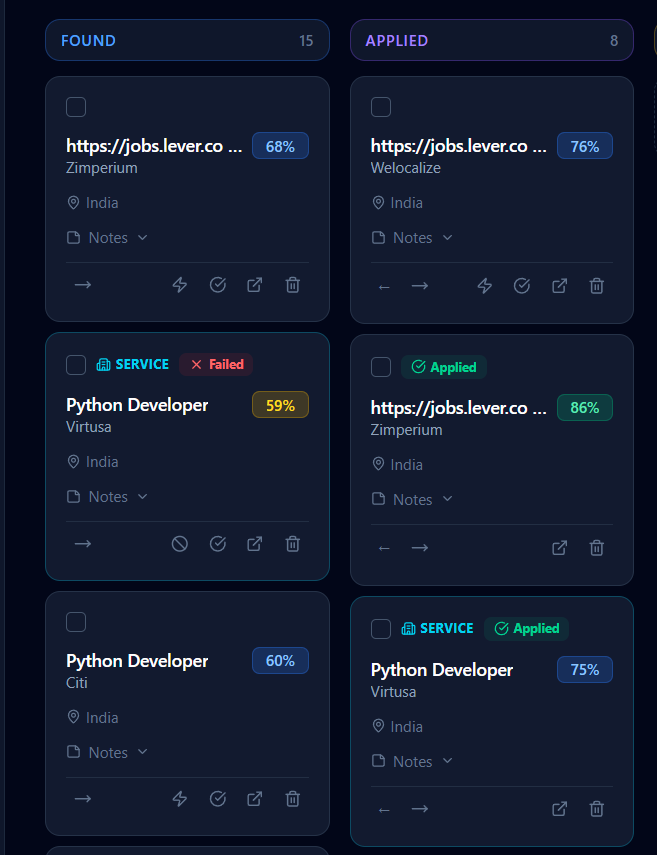 FOUND 15
https://jobs.lever.co ... 68%
Zimperium
India
Notes
→
SERVICE Failed
Python Developer 59%
Virtusa
India
Notes
→
Python Developer 60%
Citi
India
Notes
→
APPLIED 8
https://jobs.lever.co ... 76%
Welocalize
India
Notes
← →
Applied
https://jobs.lever.co ... 86%
Zimperium
India
Notes
← →
SERVICE Applied
Python Developer 75%
Virtusa
India
Notes
← →